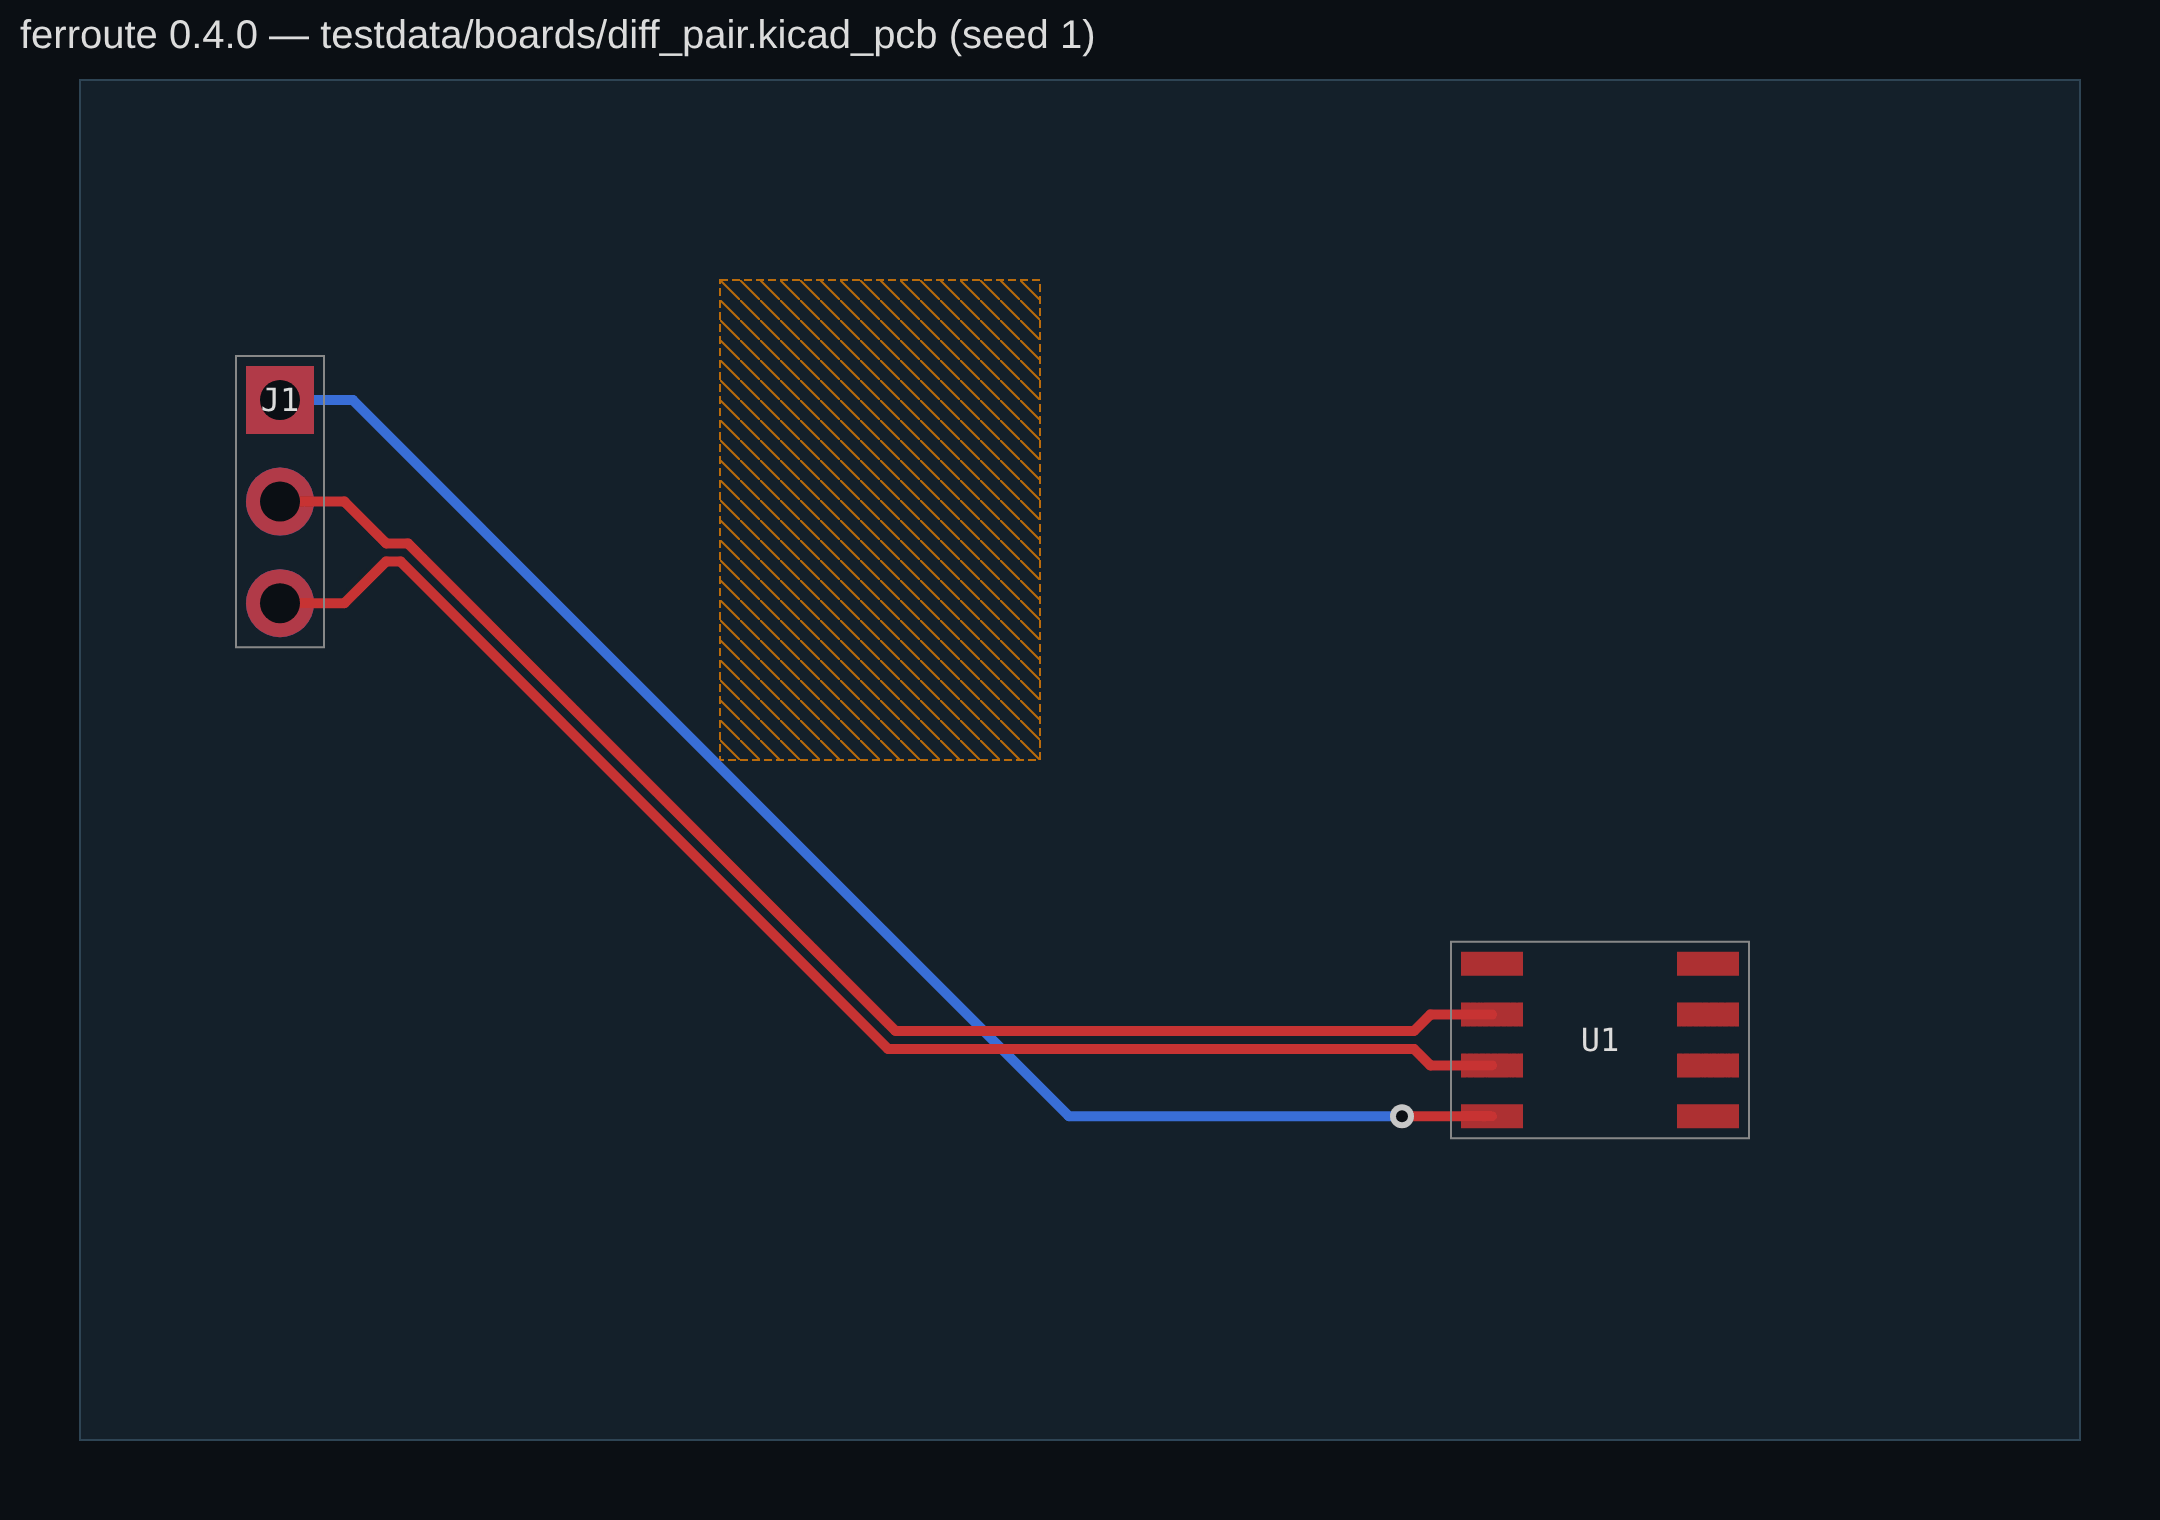 ferroute 0.4.0 — testdata/boards/diff_pair.kicad_pcb (seed 1)
J1
U1